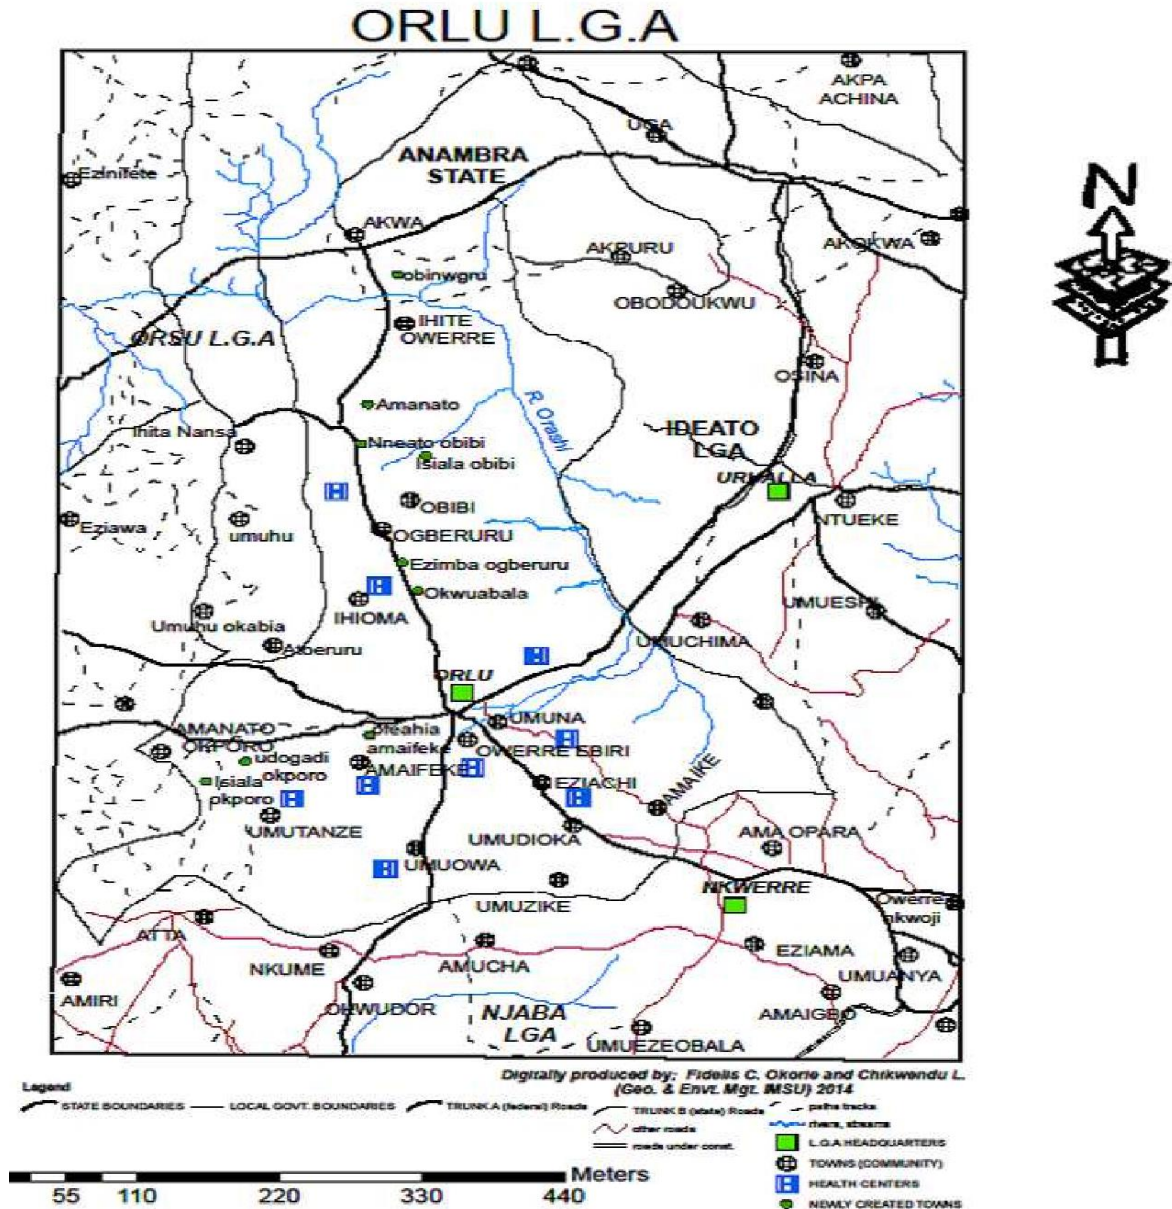 ORLU L.G.A
N
AKPA
ACHINA
UGA
ANAMBRA
STATE
Ezinifete
AKWA
AKPURU
AKOKWA
obinwgru
OBODOUKWU
IHITE
OWERRE
ORSU L.G.A
OSINA
Amanato
R. Orashi
IDEATO
LGA
Ihita Nansa
Nneato obibi
Isiala obibi
OBIBI
NTUEKE
Eziawa
umuhu
OGBERURU
Ezimba ogberuru
Okwuabala
IHIOMA
UMUESHI
Umuhu okabia
UMUCHIMA
ORLU
AMANATO
OKPORO
UMUNA
amaifeke
OWERRE EBIRI
udogadi
okporo
AMAIFEKE
EZIACHI
AMAIKE
Isiala
pkporo
UMUTANZE
UMUDIOKA
AMA OPARA
UMUOWA
NKWERRE
UMUZIKE
Owerre
nkwoji
ATTA
NKUME
AMUCHA
EZIAMA
UMUANYA
AMIRI
NJABA
LGA
AMAIGBO
UMUEZEOBALA
Digitally produced by; Fidelis C. Okorie and Chikwendu L.
(Geo. & Envt. Mgt. IMSU) 2014
Legend
STATE BOUNDARIES
LOCAL GOVT. BOUNDARIES
TRUNK A (federal) Roads
TRUNK B (state) Roads
other roads
roads under const.
paths tracks
rivers, streams
L.G.A HEADQUARTERS
TOWNS (COMMUNITY)
HEALTH CENTERS
NEWLY CREATED TOWNS
Meters
55 110 220 330 440